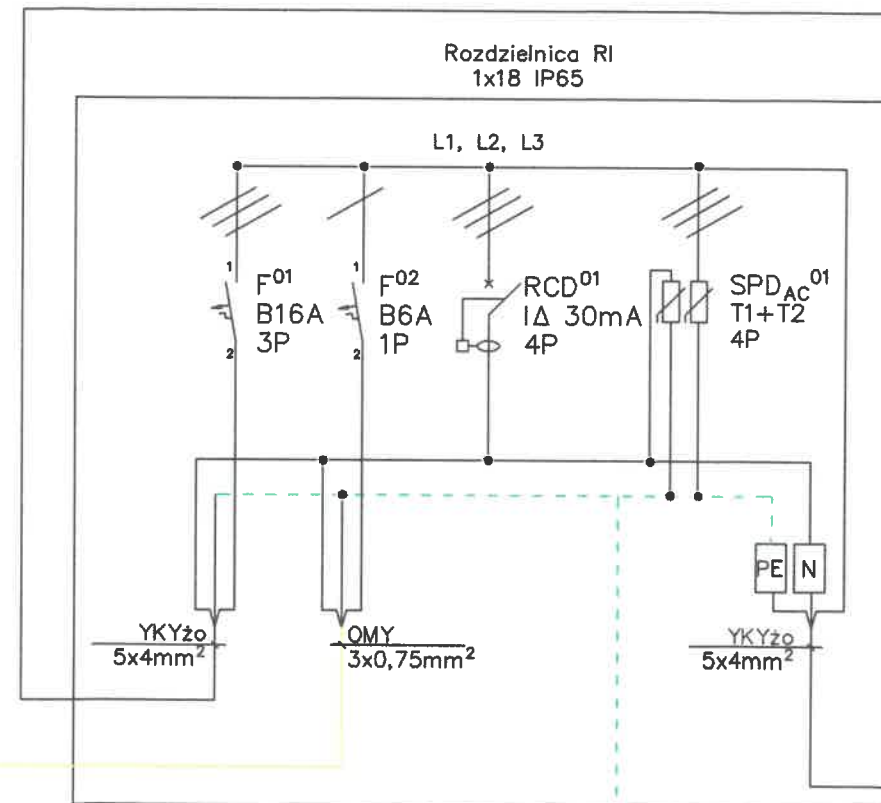 Rozdzielnica RI
1x18 IP65
L1, L2, L3
1
F⁰¹
B16A
3P
2
1
F⁰²
B6A
1P
2
RCD⁰¹
IΔ 30mA
4P
SPD_AC⁰¹
T1+T2
4P
PE
N
YKYżo
5x4mm²
OMY
3x0,75mm²
YKYżo
5x4mm²